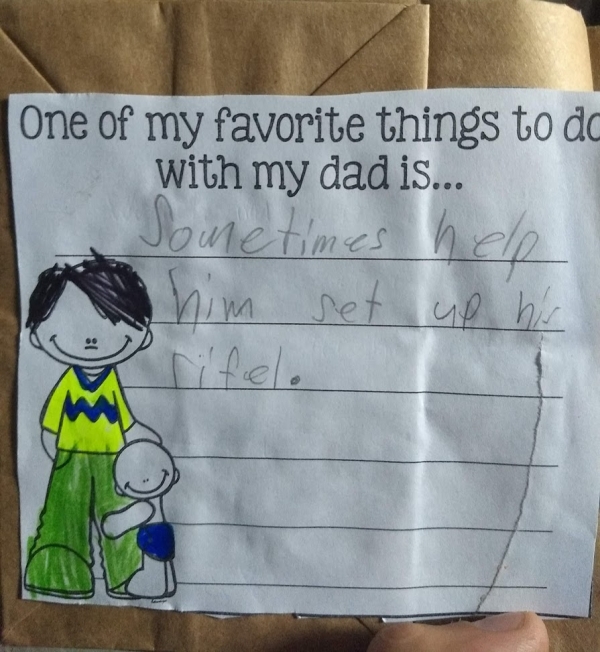 One of my favorite things to do
with my dad is...
Sometimes help
him set up his
rifel.